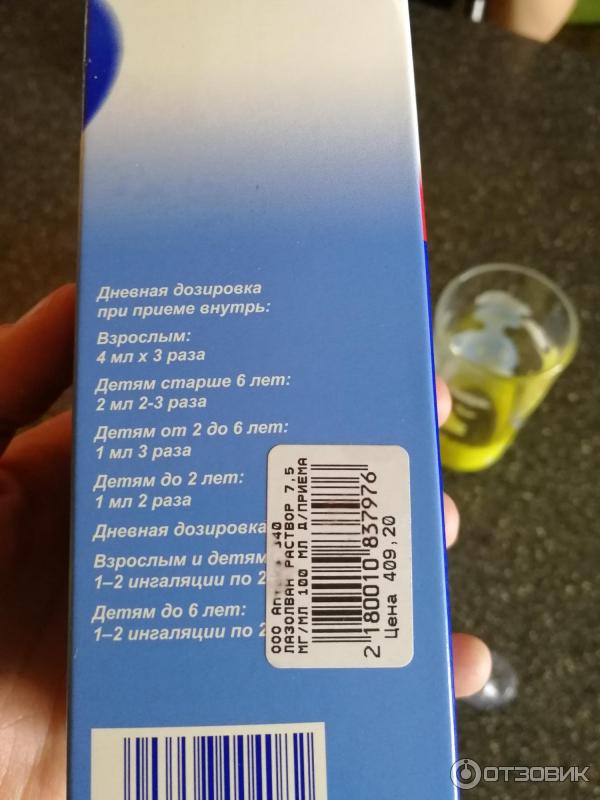 Дневная дозировка
при приеме внутрь:
Взрослым:
4 мл x 3 раза
Детям старше 6 лет:
2 мл 2-3 раза
Детям от 2 до 6 лет:
1 мл 3 раза
Детям до 2 лет:
1 мл 2 раза
Дневная дозировка
Взрослым и детям
1–2 ингаляции по 2
Детям до 6 лет:
1–2 ингаляции по 2
ООО
ЛАЗОЛВАН РАСТВОР 7,5
МГ/МЛ 100 МЛ Д/ПРИЕМА
2 180010 837976
Цена 409,20
ОТЗОВИК